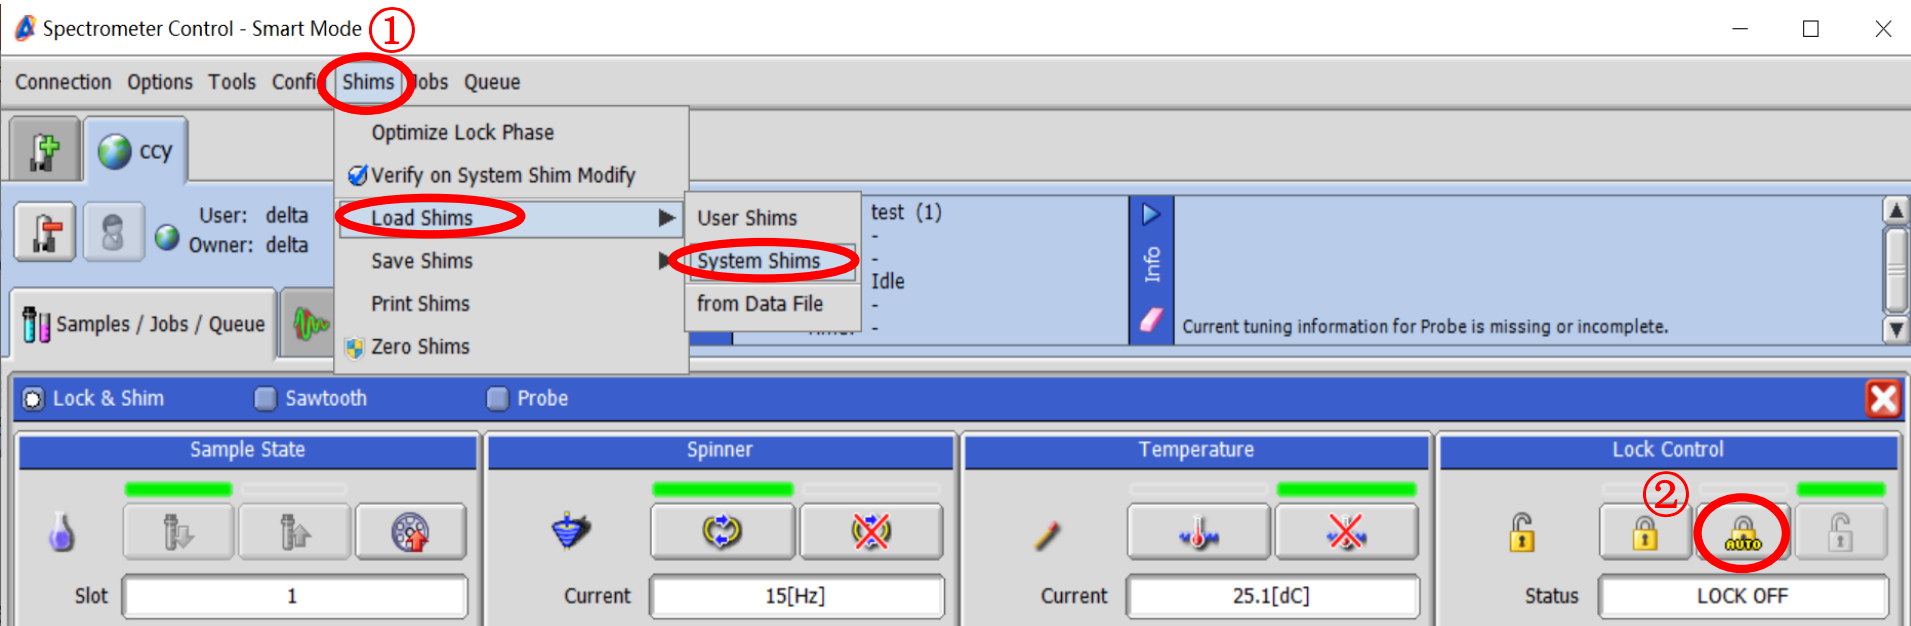 Spectrometer Control - Smart Mode ①
Connection Options Tools Confi Shims Jobs Queue
Optimize Lock Phase
ccy
Verify on System Shim Modify
User: delta
Owner: delta
Load Shims
Save Shims
Print Shims
Zero Shims
User Shims
System Shims
from Data File
test (1)
-
-
Idle
-
-
Info
Current tuning information for Probe is missing or incomplete.
Samples / Jobs / Queue
Lock & Shim Sawtooth Probe
Sample State Spinner Temperature Lock Control
②
AUTO
Slot 1 Current 15[Hz] Current 25.1[dC] Status LOCK OFF